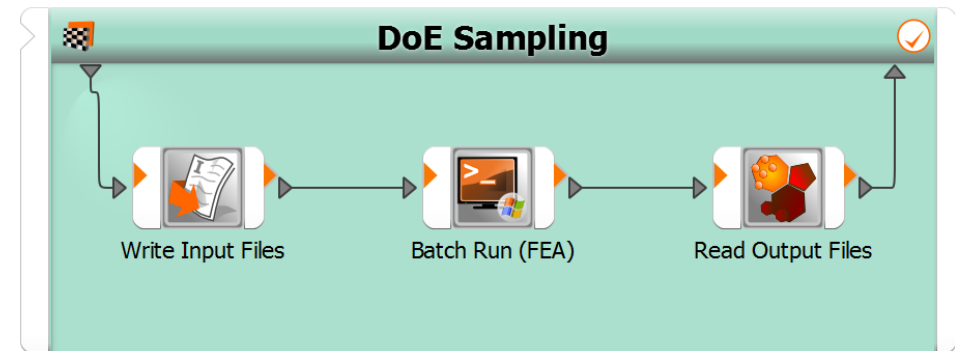 DoE Sampling
Write Input Files
Batch Run (FEA)
Read Output Files